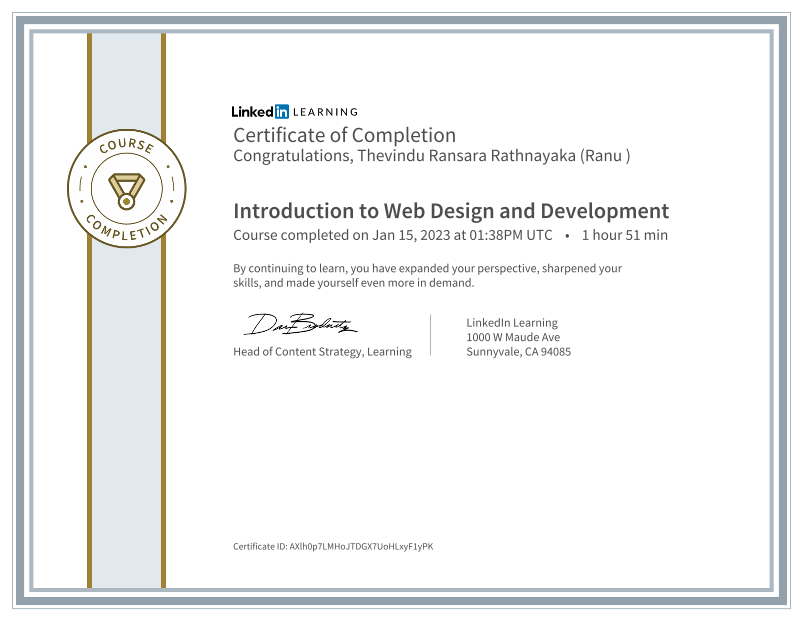 COURSE
COMPLETION
Linked in LEARNING
Certificate of Completion
Congratulations, Thevindu Ransara Rathnayaka (Ranu )
Introduction to Web Design and Development
Course completed on Jan 15, 2023 at 01:38PM UTC • 1 hour 51 min
By continuing to learn, you have expanded your perspective, sharpened your
skills, and made yourself even more in demand.
Head of Content Strategy, Learning
LinkedIn Learning
1000 W Maude Ave
Sunnyvale, CA 94085
Certificate ID: AXlh0p7LMHoJTDGX7UoHLxyF1yPK